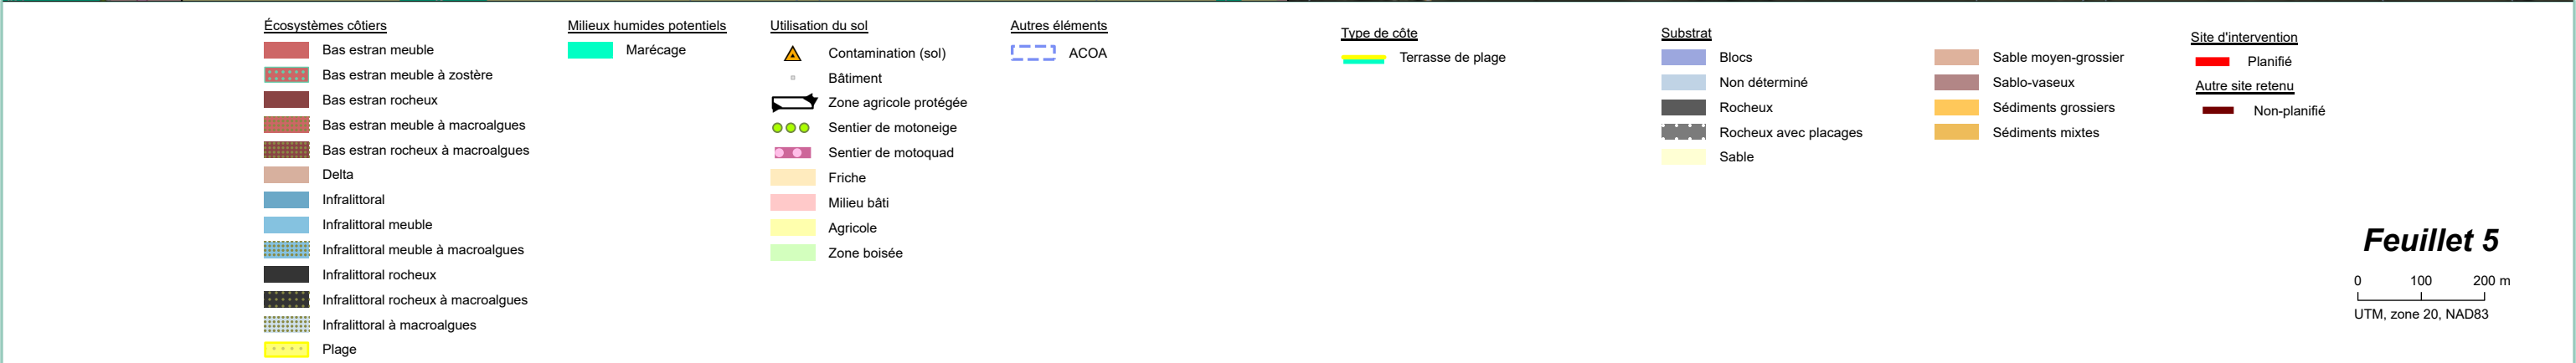 Écosystèmes côtiers
Bas estran meuble
Bas estran meuble à zostère
Bas estran rocheux
Bas estran meuble à macroalgues
Bas estran rocheux à macroalgues
Delta
Infralittoral
Infralittoral meuble
Infralittoral meuble à macroalgues
Infralittoral rocheux
Infralittoral rocheux à macroalgues
Infralittoral à macroalgues
Plage
Milieux humides potentiels
Marécage
Utilisation du sol
Contamination (sol)
Bâtiment
Zone agricole protégée
Sentier de motoneige
Sentier de motoquad
Friche
Milieu bâti
Agricole
Zone boisée
Autres éléments
ACOA
Type de côte
Terrasse de plage
Substrat
Blocs
Non déterminé
Rocheux
Rocheux avec placages
Sable
Sable moyen-grossier
Sablo-vaseux
Sédiments grossiers
Sédiments mixtes
Site d'intervention
Planifié
Autre site retenu
Non-planifié
Feuillet 5
0 100 200 m
UTM, zone 20, NAD83